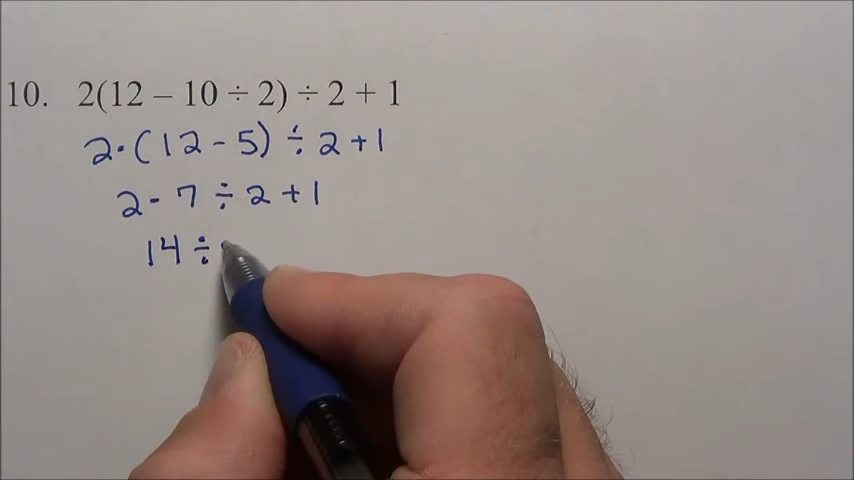 10. 2(12 – 10 ÷ 2) ÷ 2 + 1
2·(12 - 5) ÷ 2 + 1
2 · 7 ÷ 2 + 1
14 ÷